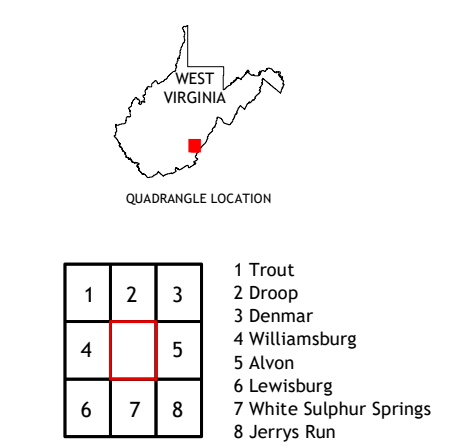 WEST
VIRGINIA
QUADRANGLE LOCATION
1 2 3
4 5
6 7 8
1 Trout
2 Droop
3 Denmar
4 Williamsburg
5 Alvon
6 Lewisburg
7 White Sulphur Springs
8 Jerrys Run